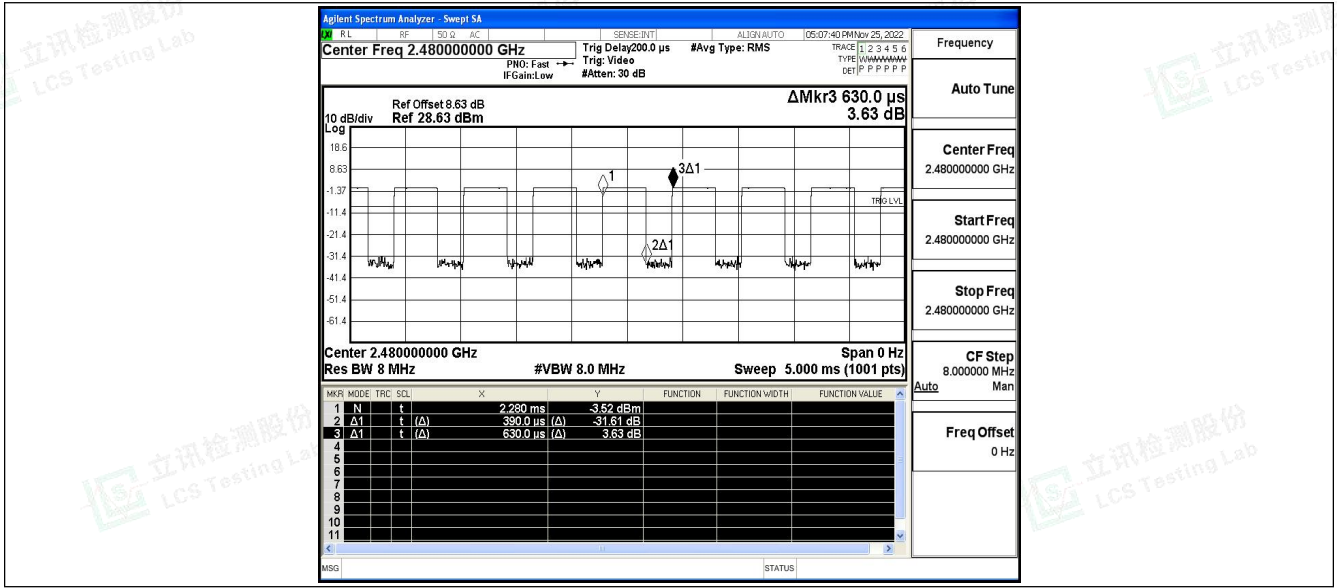 Agilent Spectrum Analyzer - Swept SA
LXI RL RF 50 Ω AC SENSE:INT ALIGN AUTO 05:07:40 PM Nov 25, 2022
Center Freq 2.480000000 GHz
PNO: Fast
IFGain:Low
Trig Delay200.0 µs
Trig: Video
#Atten: 30 dB
#Avg Type: RMS
TRACE 1 2 3 4 5 6
TYPE WWWWWW
DET P P P P P P
ΔMkr3 630.0 µs
3.63 dB
Ref Offset 8.63 dB
10 dB/div Ref 28.63 dBm
Log
18.6
8.63
-1.37
-11.4
-21.4
-31.4
-41.4
-51.4
-61.4
1
3Δ1
2Δ1
TRIG LVL
Center 2.480000000 GHz Span 0 Hz
Res BW 8 MHz #VBW 8.0 MHz Sweep 5.000 ms (1001 pts)
MKR MODE TRC SCL X Y FUNCTION FUNCTION WIDTH FUNCTION VALUE
1 N t 2.280 ms -3.52 dBm
2 Δ1 t (Δ) 390.0 µs (Δ) -31.61 dB
3 Δ1 t (Δ) 630.0 µs (Δ) 3.63 dB
4
5
6
7
8
9
10
11
MSG STATUS
Frequency
Auto Tune
Center Freq
2.480000000 GHz
Start Freq
2.480000000 GHz
Stop Freq
2.480000000 GHz
CF Step
8.000000 MHz
Auto Man
Freq Offset
0 Hz
立讯检测股份
LCS Testing Lab
立讯检测股份
LCS Testing Lab
立讯检测股份
LCS Testing Lab